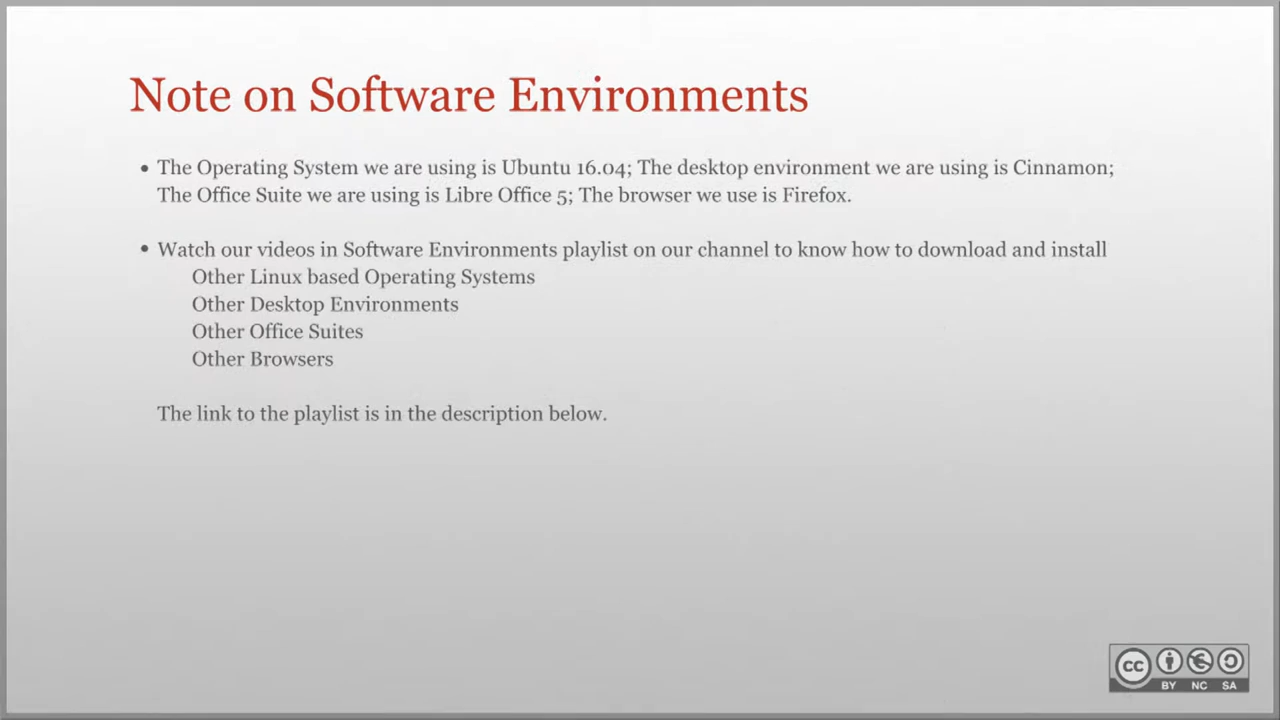 Note on Software Environments
• The Operating System we are using is Ubuntu 16.04; The desktop environment we are using is Cinnamon;
The Office Suite we are using is Libre Office 5; The browser we use is Firefox.
• Watch our videos in Software Environments playlist on our channel to know how to download and install
Other Linux based Operating Systems
Other Desktop Environments
Other Office Suites
Other Browsers
The link to the playlist is in the description below.
cc
BY NC SA